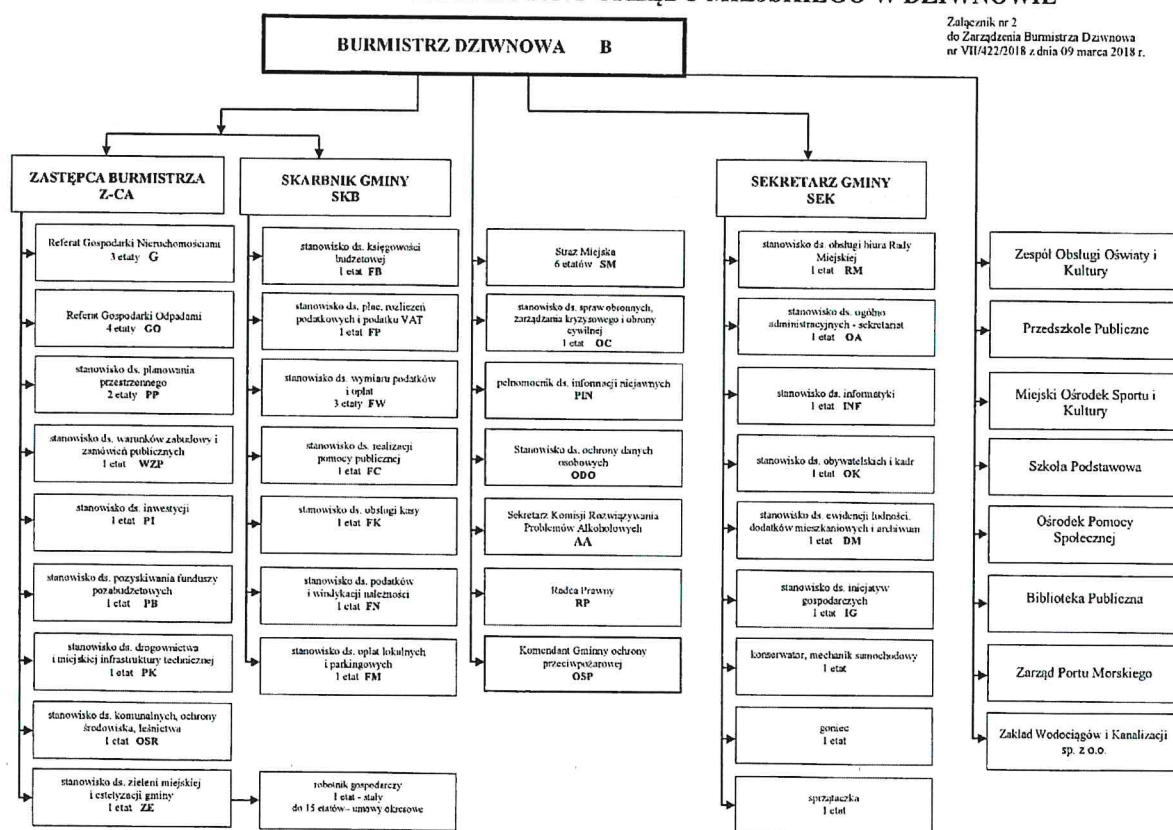 MIEJSKIEGO W DZIWNOWIE
Załącznik nr 2
do Zarządzenia Burmistrza Dziwnowa
nr VII/422/2018 z dnia 09 marca 2018 r.
BURMISTRZ DZIWNOWA B
ZASTĘPCA BURMISTRZA
Z-CA
SKARBNIK GMINY
SKB
SEKRETARZ GMINY
SEK
Referat Gospodarki Nieruchomościami
3 etaty G
Referat Gospodarki Odpadami
4 etaty GO
stanowisko ds. planowania
przestrzennego
2 etaty PP
stanowisko ds. warunków zabudowy i
zamówień publicznych
1 etat WZP
stanowisko ds. inwestycji
1 etat PI
stanowisko ds. pozyskiwania funduszy
pozabudżetowych
1 etat PB
stanowisko ds. drogownictwa
i miejskiej infrastruktury technicznej
1 etat PK
stanowisko ds. komunalnych, ochrony
środowiska, leśnictwa
1 etat OSR
stanowisko ds. zieleni miejskiej
i estetyzacji gminy
1 etat ZE
stanowisko ds. księgowości
budżetowej
1 etat FB
stanowisko ds. płac, rozliczeń
podatkowych i podatku VAT
1 etat FP
stanowisko ds. wymiaru podatków
i opłat
3 etaty FW
stanowisko ds. realizacji
pomocy publicznej
1 etat FC
stanowisko ds. obsługi kasy
1 etat FK
stanowisko ds. podatków
i windykacji należności
1 etat FN
stanowisko ds. opłat lokalnych
i parkingowych
1 etat FM
robotnik gospodarczy
1 etat - stały
do 15 etatów - umowy okresowe
Straż Miejska
6 etatów SM
stanowisko ds. spraw obronnych,
zarządzania kryzysowego i obrony
cywilnej
1 etat OC
pełnomocnik ds. informacji niejawnych
PIN
Stanowisko ds. ochrony danych
osobowych
ODO
Sekretarz Komisji Rozwiązywania
Problemów Alkoholowych
AA
Radca Prawny
RP
Komendant Gminny ochrony
przeciwpożarowej
OSP
stanowisko ds. obsługi biura Rady
Miejskiej
1 etat RM
stanowisko ds. ogólno
administracyjnych - sekretariat
1 etat OA
stanowisko ds. informatyki
1 etat INF
stanowisko ds. obywatelskich i kadr
1 etat OK
stanowisko ds. ewidencji ludności,
dodatków mieszkaniowych i archiwum
1 etat DM
stanowisko ds. inicjatyw
gospodarczych
1 etat IG
konserwator, mechanik samochodowy
1 etat
goniec
1 etat
sprzątaczka
1 etat
Zespół Obsługi Oświaty i
Kultury
Przedszkole Publiczne
Miejski Ośrodek Sportu i
Kultury
Szkoła Podstawowa
Ośrodek Pomocy
Społecznej
Biblioteka Publiczna
Zarząd Portu Morskiego
Zakład Wodociągów i Kanalizacji
sp. z o.o.